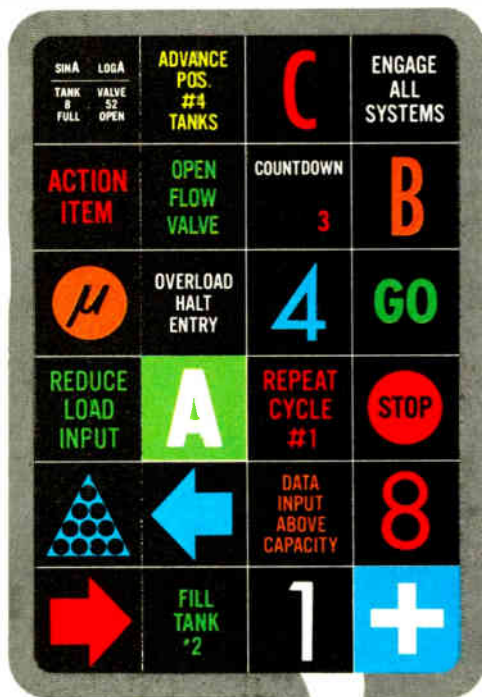 SINA LOGA
TANK VALVE
8 52
FULL OPEN
ADVANCE
POS.
#4
TANKS
C
ENGAGE
ALL
SYSTEMS
ACTION
ITEM
OPEN
FLOW
VALVE
COUNTDOWN
3
B
μ
OVERLOAD
HALT
ENTRY
4
GO
REDUCE
LOAD
INPUT
A
REPEAT
CYCLE
#1
STOP
DATA
INPUT
ABOVE
CAPACITY
8
FILL
TANK
#2
1
+